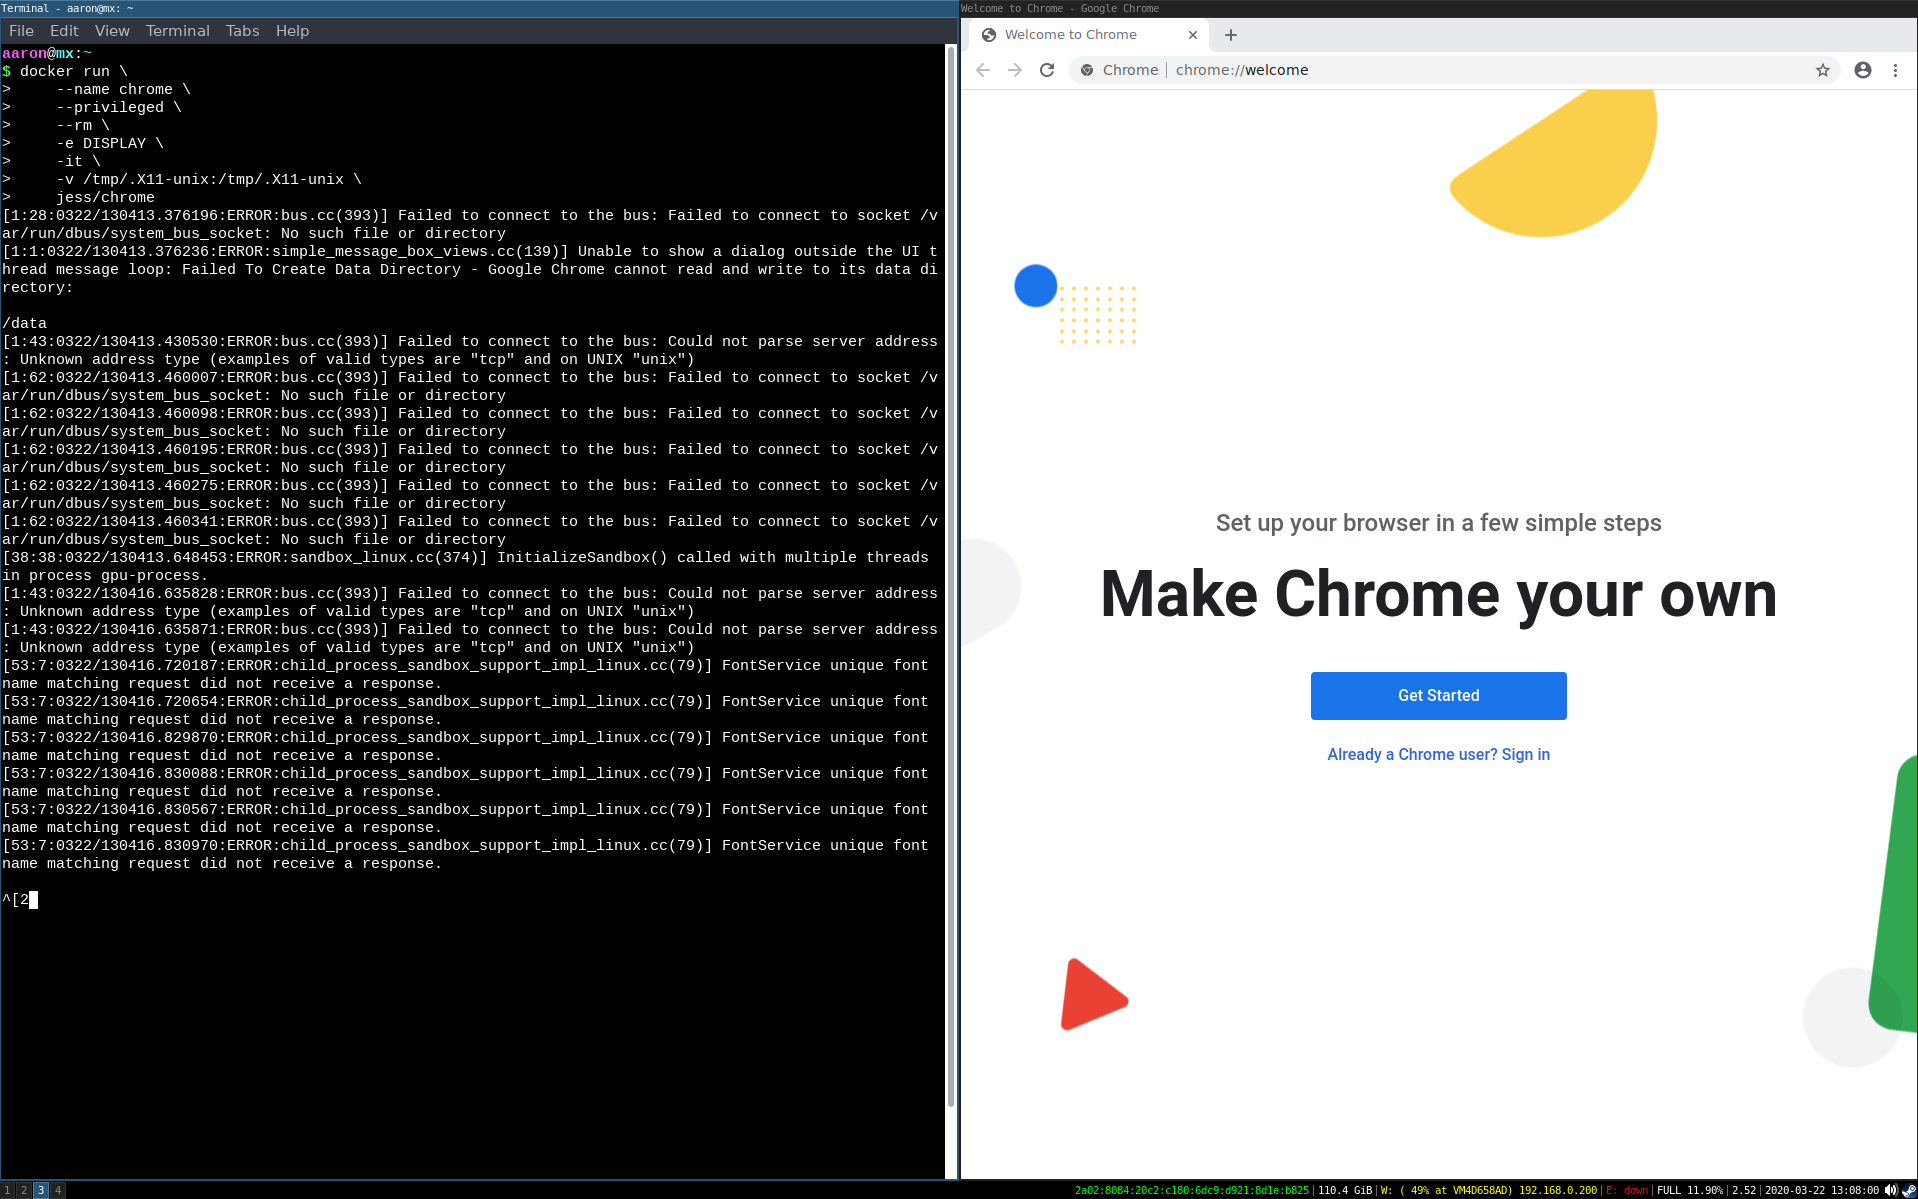 Terminal - aaron@mx: ~
File Edit View Terminal Tabs Help
aaron@mx:~
$ docker run \
>     --name chrome \
>     --privileged \
>     --rm \
>     -e DISPLAY \
>     -it \
>     -v /tmp/.X11-unix:/tmp/.X11-unix \
>     jess/chrome
[1:28:0322/130413.376196:ERROR:bus.cc(393)] Failed to connect to the bus: Failed to connect to socket /v
ar/run/dbus/system_bus_socket: No such file or directory
[1:1:0322/130413.376236:ERROR:simple_message_box_views.cc(139)] Unable to show a dialog outside the UI t
hread message loop: Failed To Create Data Directory - Google Chrome cannot read and write to its data di
rectory:
/data
[1:43:0322/130413.430530:ERROR:bus.cc(393)] Failed to connect to the bus: Could not parse server address
: Unknown address type (examples of valid types are "tcp" and on UNIX "unix")
[1:62:0322/130413.460007:ERROR:bus.cc(393)] Failed to connect to the bus: Failed to connect to socket /v
ar/run/dbus/system_bus_socket: No such file or directory
[1:62:0322/130413.460098:ERROR:bus.cc(393)] Failed to connect to the bus: Failed to connect to socket /v
ar/run/dbus/system_bus_socket: No such file or directory
[1:62:0322/130413.460195:ERROR:bus.cc(393)] Failed to connect to the bus: Failed to connect to socket /v
ar/run/dbus/system_bus_socket: No such file or directory
[1:62:0322/130413.460275:ERROR:bus.cc(393)] Failed to connect to the bus: Failed to connect to socket /v
ar/run/dbus/system_bus_socket: No such file or directory
[1:62:0322/130413.460341:ERROR:bus.cc(393)] Failed to connect to the bus: Failed to connect to socket /v
ar/run/dbus/system_bus_socket: No such file or directory
[38:38:0322/130413.648453:ERROR:sandbox_linux.cc(374)] InitializeSandbox() called with multiple threads
in process gpu-process.
[1:43:0322/130416.635828:ERROR:bus.cc(393)] Failed to connect to the bus: Could not parse server address
: Unknown address type (examples of valid types are "tcp" and on UNIX "unix")
[1:43:0322/130416.635871:ERROR:bus.cc(393)] Failed to connect to the bus: Could not parse server address
: Unknown address type (examples of valid types are "tcp" and on UNIX "unix")
[53:7:0322/130416.720187:ERROR:child_process_sandbox_support_impl_linux.cc(79)] FontService unique font
name matching request did not receive a response.
[53:7:0322/130416.720654:ERROR:child_process_sandbox_support_impl_linux.cc(79)] FontService unique font
name matching request did not receive a response.
[53:7:0322/130416.829870:ERROR:child_process_sandbox_support_impl_linux.cc(79)] FontService unique font
name matching request did not receive a response.
[53:7:0322/130416.830088:ERROR:child_process_sandbox_support_impl_linux.cc(79)] FontService unique font
name matching request did not receive a response.
[53:7:0322/130416.830567:ERROR:child_process_sandbox_support_impl_linux.cc(79)] FontService unique font
name matching request did not receive a response.
[53:7:0322/130416.830970:ERROR:child_process_sandbox_support_impl_linux.cc(79)] FontService unique font
name matching request did not receive a response.
^[2
Welcome to Chrome - Google Chrome
Welcome to Chrome
Chrome | chrome://welcome
Set up your browser in a few simple steps
Make Chrome your own
Get Started
Already a Chrome user? Sign in
1 2 3 4
2a02:8084:20c2:c180:6dc9:d921:8d1e:b825|110.4 GiB|W: ( 49% at VM4D658AD) 192.168.0.200|E: down|FULL 11.90%|2.52|2020-03-22 13:08:00